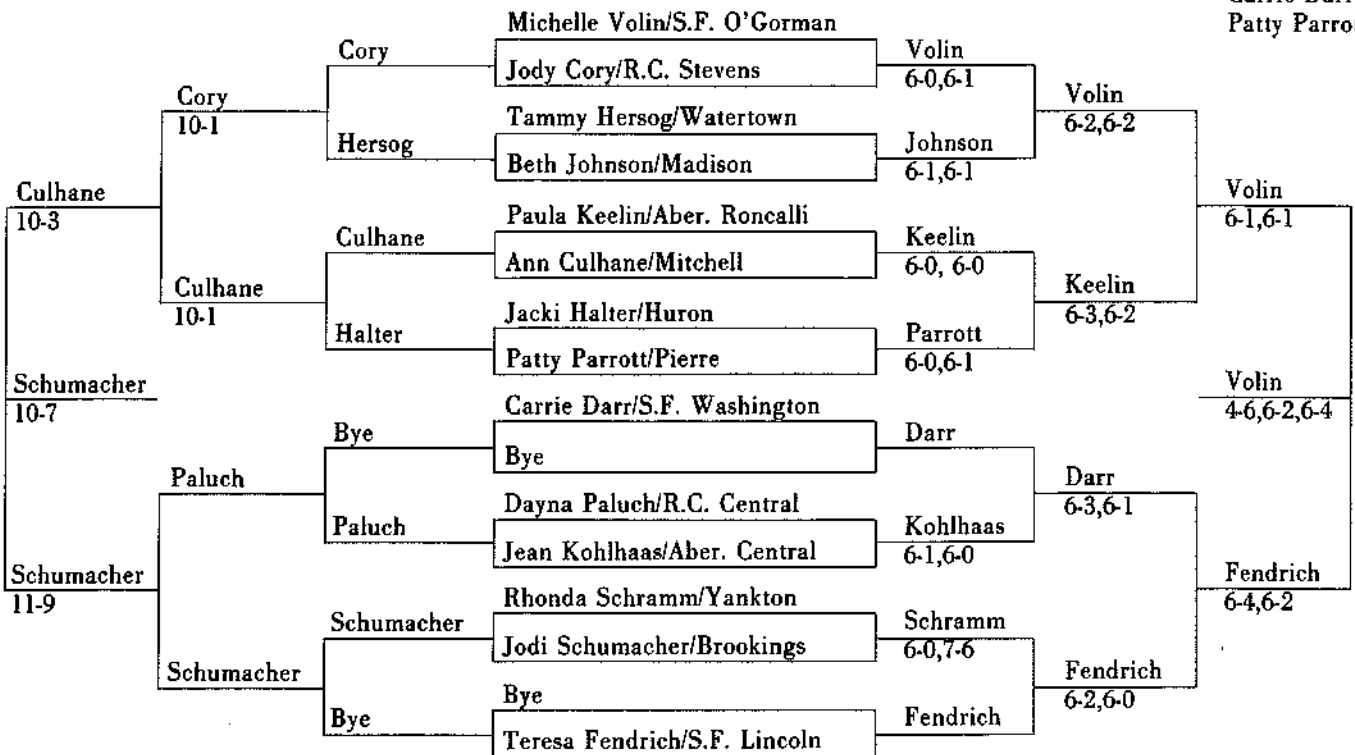 Patty Parro
Michelle Volin/S.F. O'Gorman
Cory
Volin
Jody Cory/R.C. Stevens
6-0,6-1
Cory
Volin
10-1
Tammy Hersog/Watertown
6-2,6-2
Hersog
Johnson
Beth Johnson/Madison
6-1,6-1
Culhane
Volin
10-3
Paula Keelin/Aber. Roncalli
6-1,6-1
Culhane
Keelin
Ann Culhane/Mitchell
6-0, 6-0
Culhane
Keelin
10-1
Jacki Halter/Huron
6-3,6-2
Halter
Parrott
Patty Parrott/Pierre
6-0,6-1
Schumacher
Volin
10-7
Carrie Darr/S.F. Washington
4-6,6-2,6-4
Bye
Darr
Bye
Paluch
Darr
Dayna Paluch/R.C. Central
6-3,6-1
Paluch
Kohlhaas
Jean Kohlhaas/Aber. Central
6-1,6-0
Schumacher
Fendrich
11-9
Rhonda Schramm/Yankton
6-4,6-2
Schumacher
Schramm
Jodi Schumacher/Brookings
6-0,7-6
Schumacher
Fendrich
Bye
6-2,6-0
Bye
Fendrich
Teresa Fendrich/S.F. Lincoln